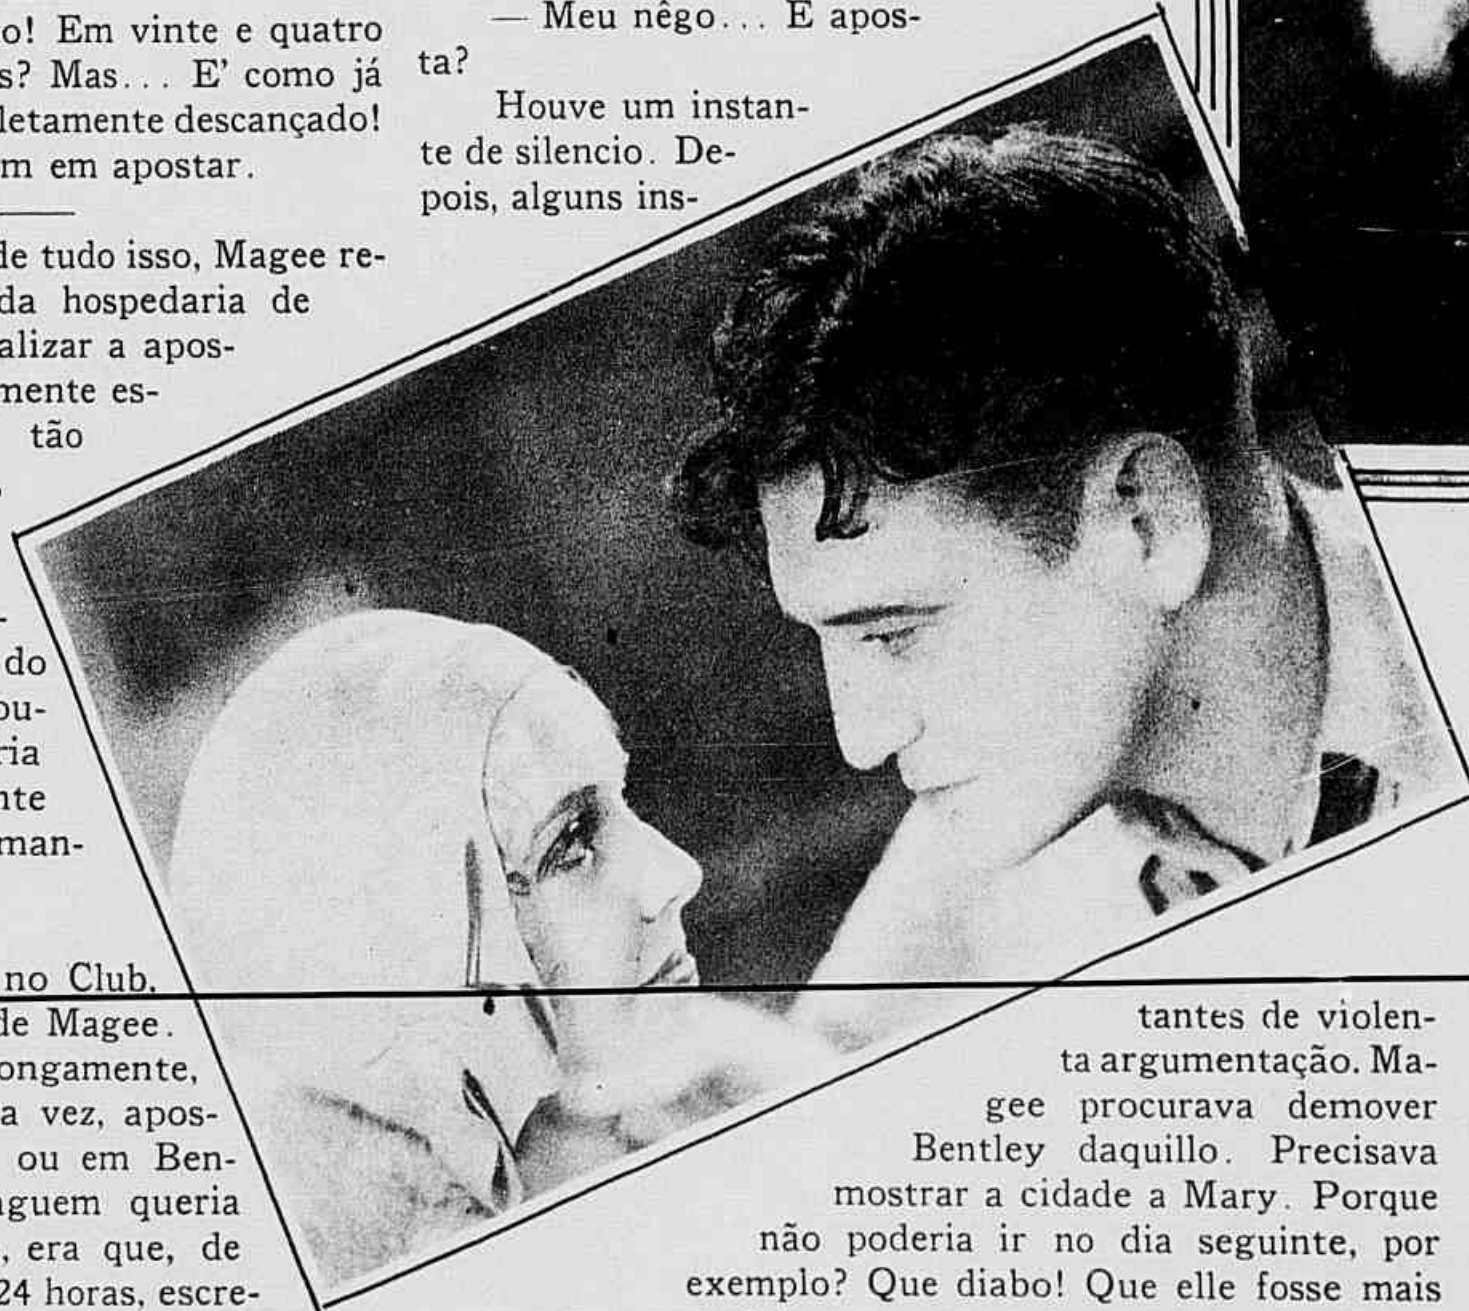 o! Em vinte e quatro
s? Mas... E' como já
letamente descançado!
m em apostar.
de tudo isso, Magee re-
da hospedaria de
alizar a apos-
mente es-
tão
do
ou-
ria
nte
man-
no Club.
de Magee.
ongamente,
a vez, apos-
ou em Ben-
nguem queria
, era que, de
24 horas, escre-
— Meu nêgo... E apos-
ta?
Houve um instan-
te de silencio. De-
pois, alguns ins-
tantes de violen-
ta argumentação. Ma-
gee procurava demover
Bentley daquillo. Precisava
mostrar a cidade a Mary. Porque
não poderia ir no dia seguinte, por
exemplo? Que diabo! Que elle fosse mais